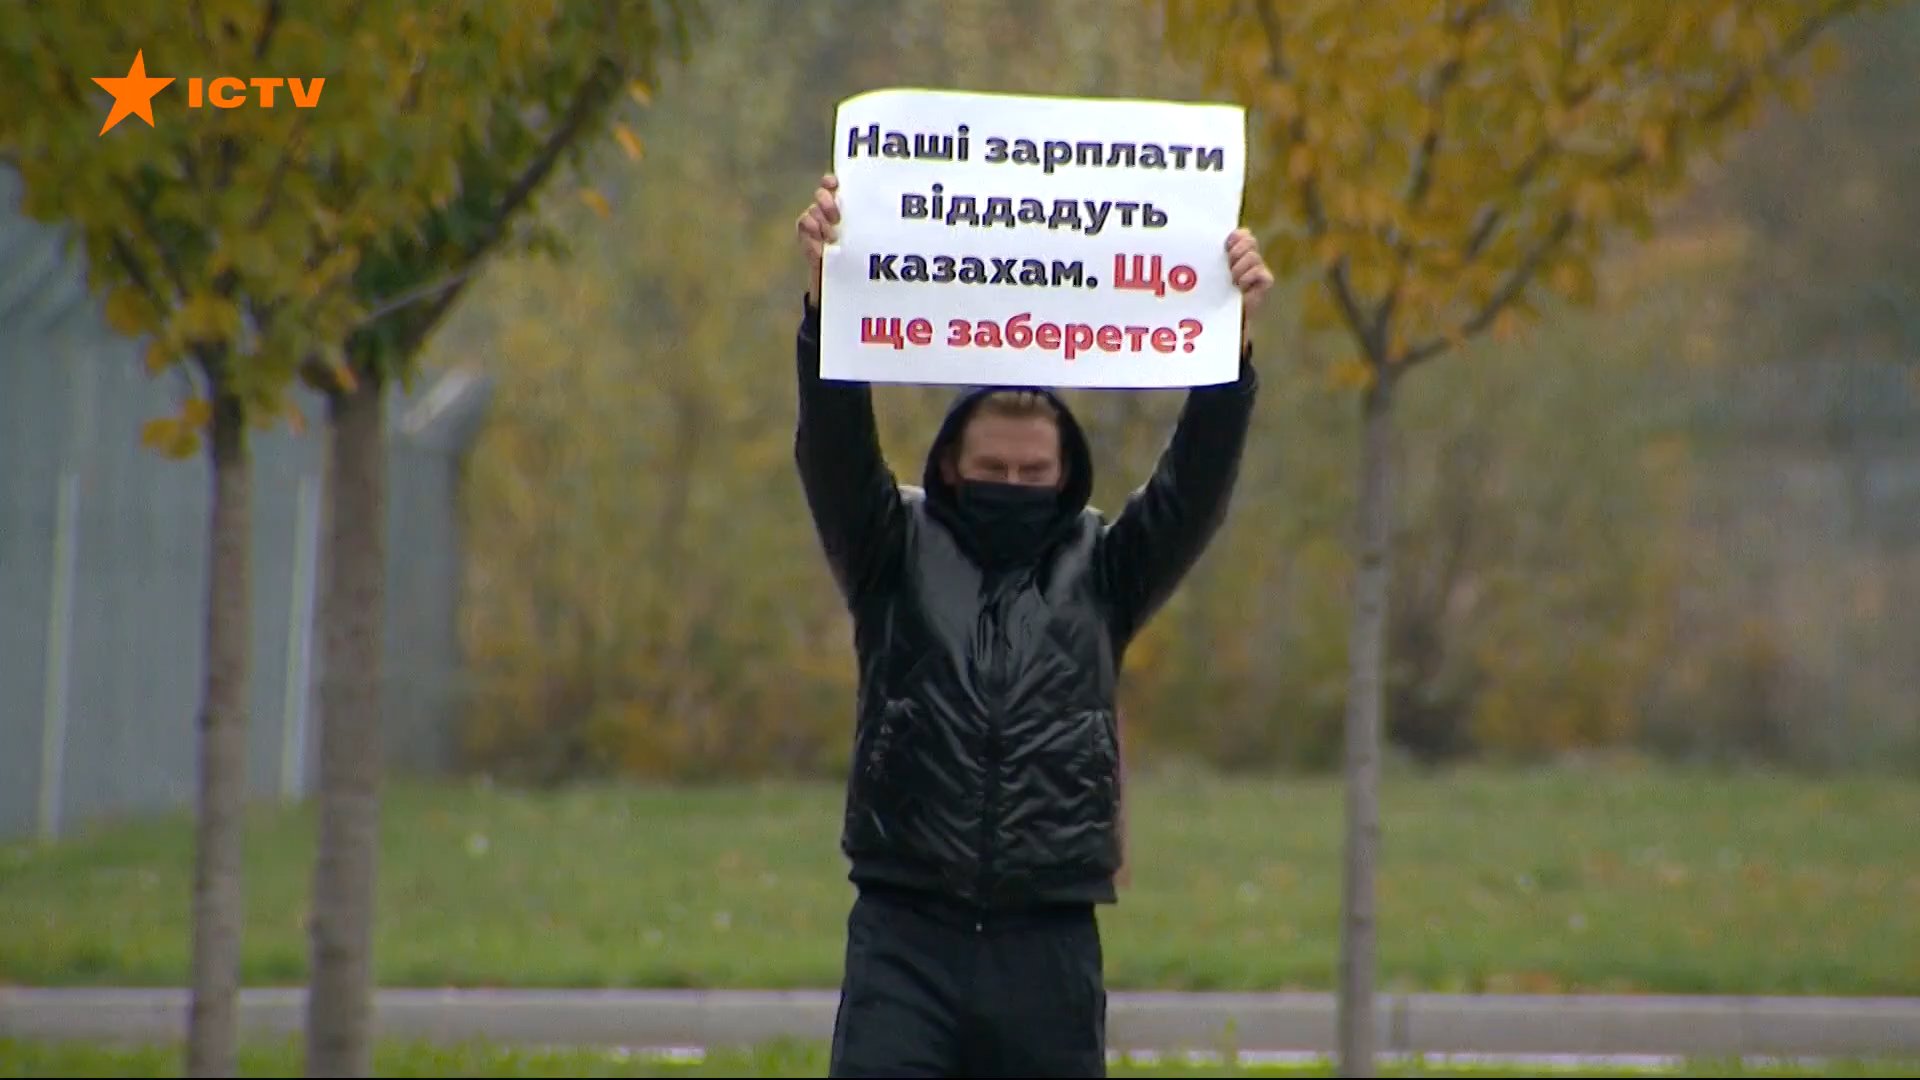 ICTV
Наші зарплати
віддадуть
казахам. Що
ще заберете?